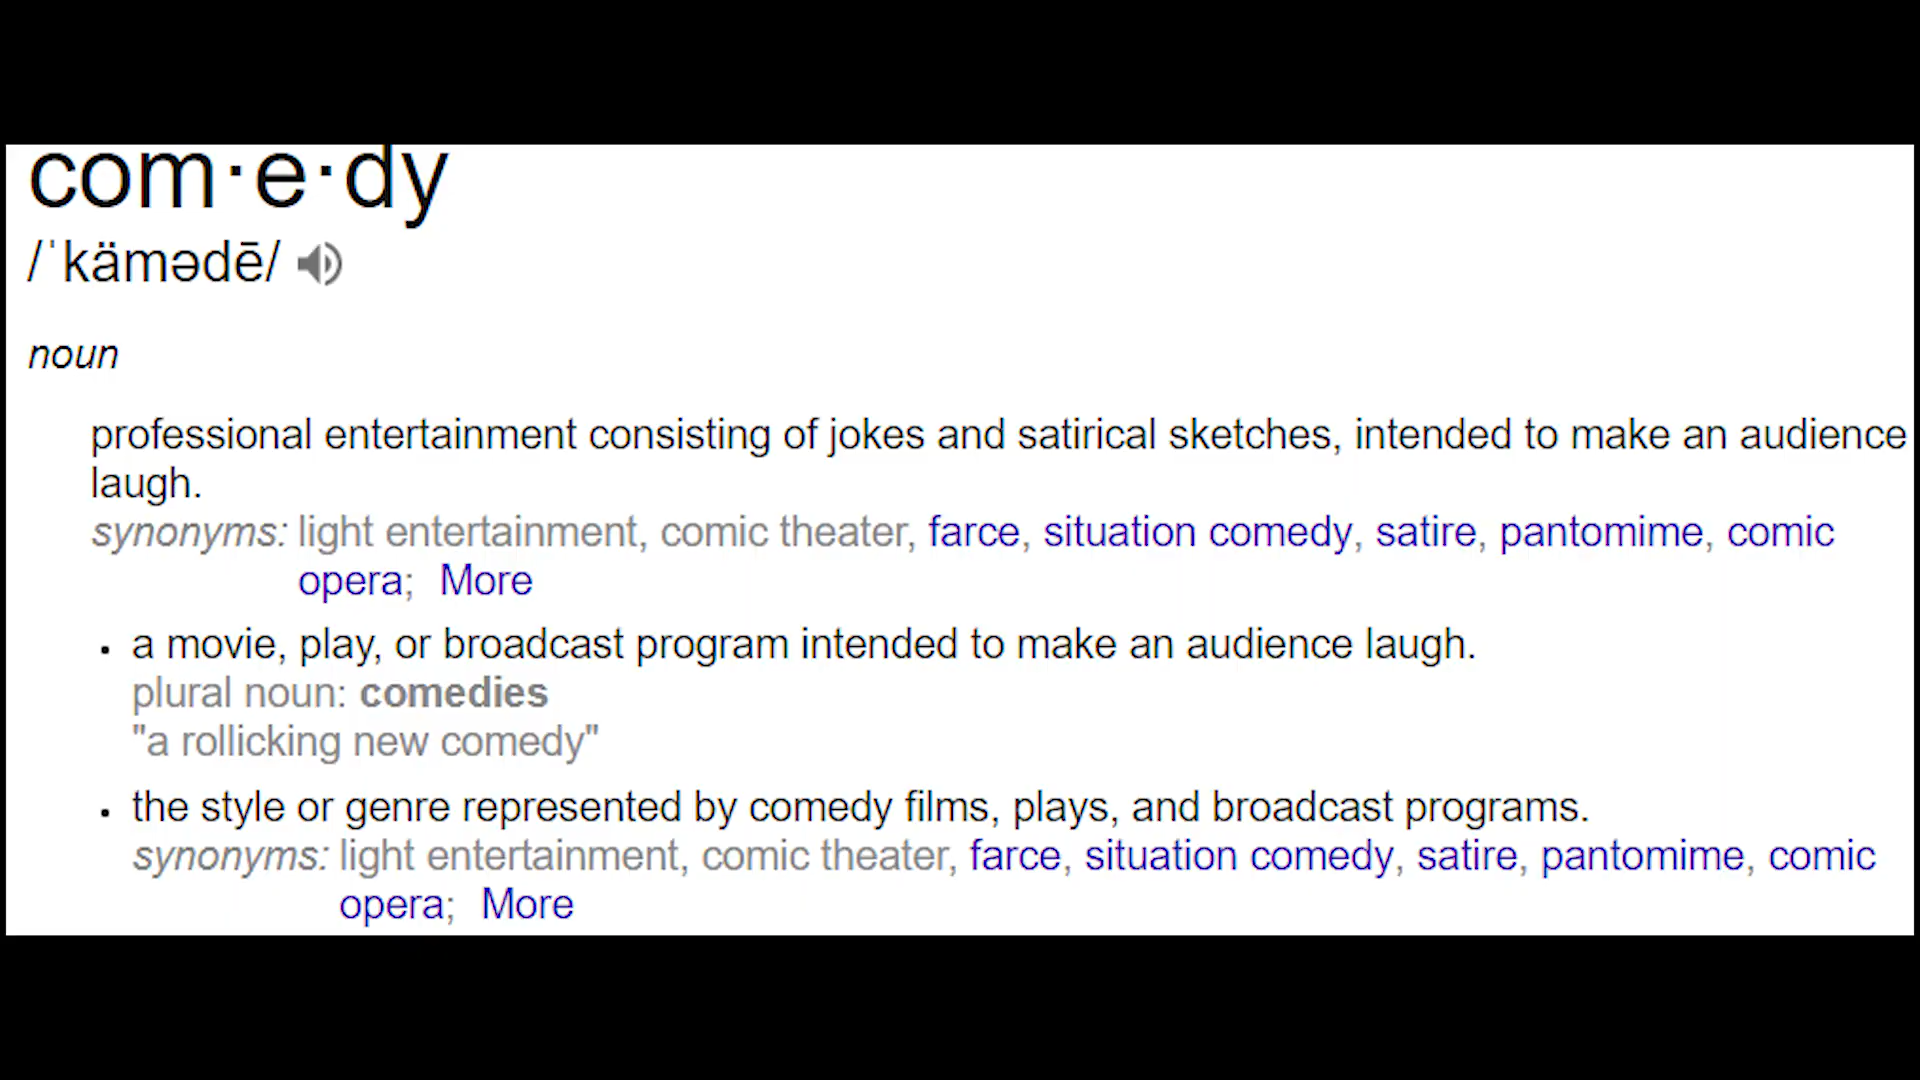 com·e·dy
/ˈkämədē/
noun
professional entertainment consisting of jokes and satirical sketches, intended to make an audience
laugh.
synonyms: light entertainment, comic theater, farce, situation comedy, satire, pantomime, comic
opera; More
• a movie, play, or broadcast program intended to make an audience laugh.
plural noun: comedies
"a rollicking new comedy"
• the style or genre represented by comedy films, plays, and broadcast programs.
synonyms: light entertainment, comic theater, farce, situation comedy, satire, pantomime, comic
opera; More